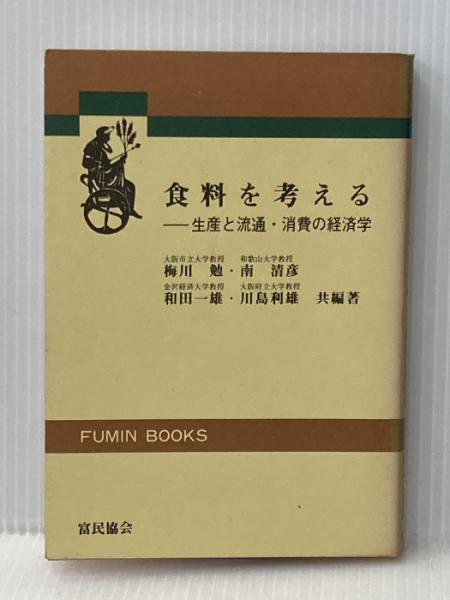 食料を考える
──生産と流通・消費の経済学
大阪市立大学教授 和歌山大学教授
梅川 勉・南 清彦
金沢経済大学教授 大阪府立大学教授
和田一雄・川島利雄 共編著
FUMIN BOOKS
富民協会